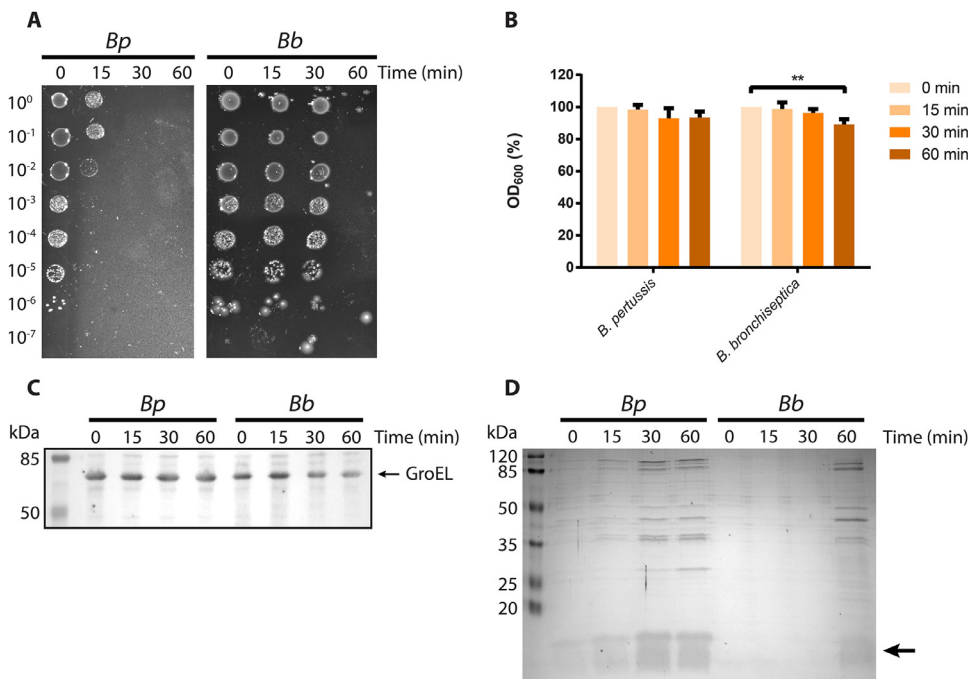 A
Bp
Bb
0 15 30 60 0 15 30 60 Time (min)
10⁰
10⁻¹
10⁻²
10⁻³
10⁻⁴
10⁻⁵
10⁻⁶
10⁻⁷
B
OD₆₀₀ (%)
120
100
80
60
40
20
0
**
0 min
15 min
30 min
60 min
B. pertussis
B. bronchiseptica
C
Bp
Bb
kDa
0 15 30 60 0 15 30 60 Time (min)
85
GroEL
50
D
Bp
Bb
kDa
0 15 30 60 0 15 30 60 Time (min)
120
85
50
35
25
20